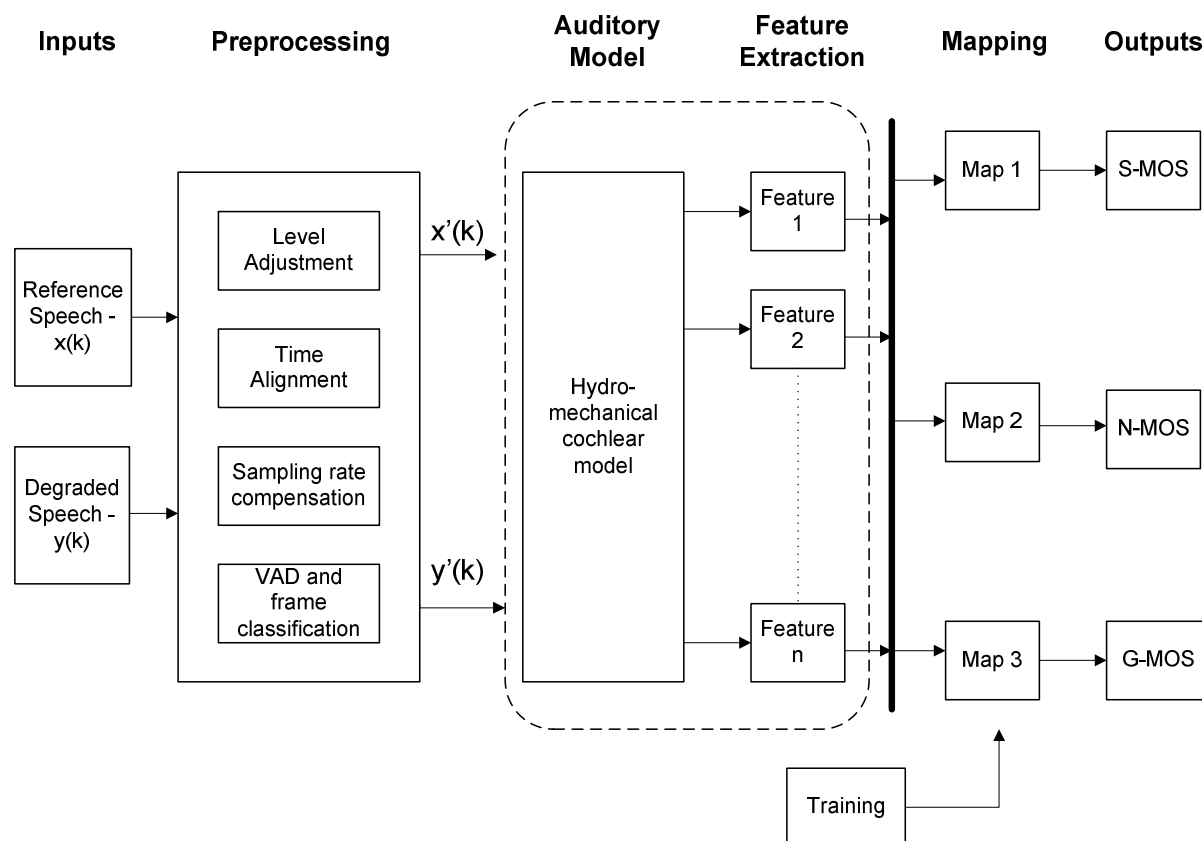 Inputs
Preprocessing
Auditory
Model
Feature
Extraction
Mapping
Outputs
Reference
Speech -
x(k)
Degraded
Speech -
y(k)
Level
Adjustment
Time
Alignment
Sampling rate
compensation
VAD and
frame
classification
x’(k)
y’(k)
Hydro-
mechanical
cochlear
model
Feature
1
Feature
2
Feature
n
Map 1
Map 2
Map 3
S-MOS
N-MOS
G-MOS
Training